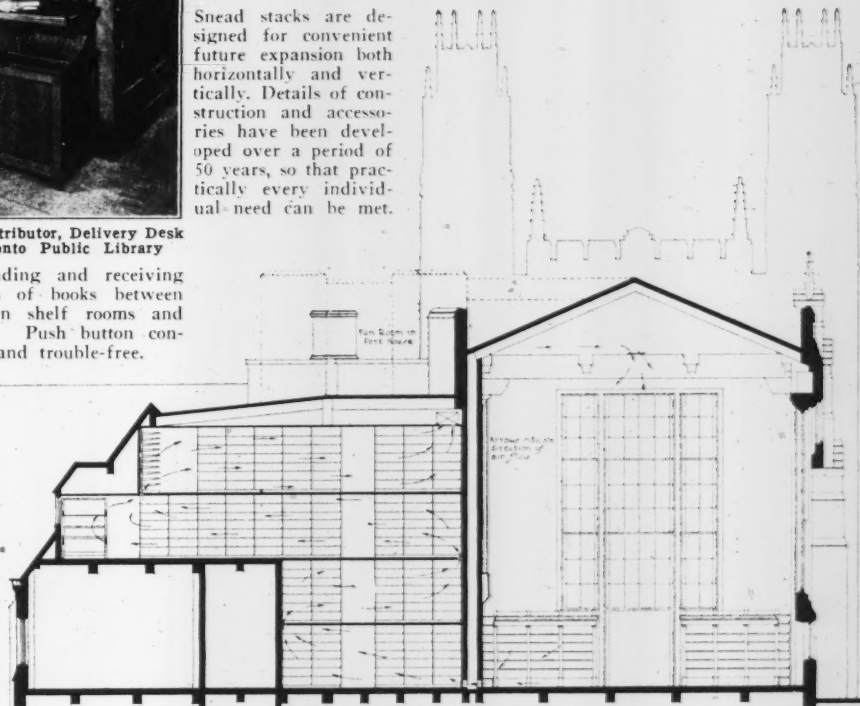 Snead stacks are de-
signed for convenient
future expansion both
horizontally and ver-
tically. Details of con-
struction and accesso-
ries have been devel-
oped over a period of
50 years, so that prac-
tically every individ-
ual need can be met.
tributor, Delivery Desk
onto Public Library
ding and receiving
of books between
n shelf rooms and
Push button con-
and trouble-free.
Fan Room in
Pent House
Arrows indicate
direction of
air flow